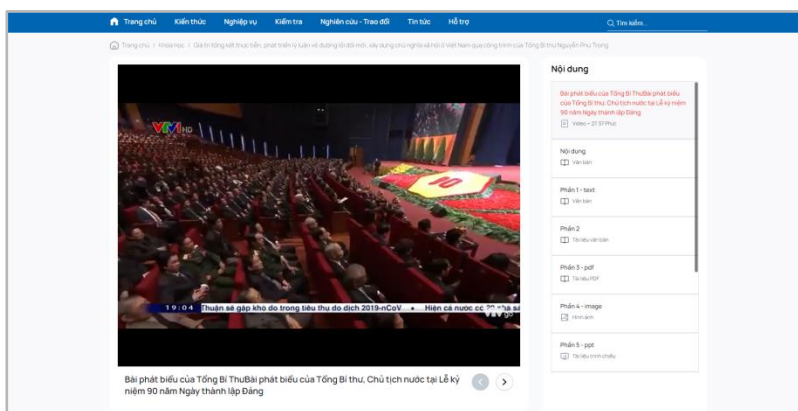 Trang chủ Kiến thức Nghiệp vụ Kiểm tra Nghiên cứu - Trao đổi Tin tức Hỗ trợ Tìm kiếm...
Trang chủ / Khóa học / Giá trị tổng kết thực tiễn, phát triển lý luận về đường lối đổi mới, xây dựng chủ nghĩa xã hội ở Việt Nam qua công trình của Tổng Bí thư Nguyễn Phú Trọng
VTV1 HD
90
19:04 Thuận sẽ gặp khó do trong tiêu thụ do dịch 2019-nCoV • Hiện cả nước có
VTV go
Bài phát biểu của Tổng Bí ThuBài phát biểu của Tổng Bí thư, Chủ tịch nước tại Lễ kỷ
niệm 90 năm Ngày thành lập Đảng
Nội dung
Bài phát biểu của Tổng Bí ThuBài phát biểu
của Tổng Bí thư, Chủ tịch nước tại Lễ kỷ niệm
90 năm Ngày thành lập Đảng
Video • 27:57 Phút
Nội dung
Văn bản
Phần 1 - text
Văn bản
Phần 2
Tài liệu văn bản
Phần 3 - pdf
Tài liệu PDF
Phần 4 - image
Hình ảnh
Phần 5 - ppt
Tài liệu trình chiếu